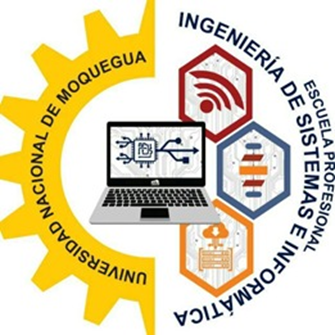 UNIVERSIDAD NACIONAL DE MOQUEGUA
ESCUELA PROFESIONAL
INGENIERÍA DE SISTEMAS E INFORMÁTICA